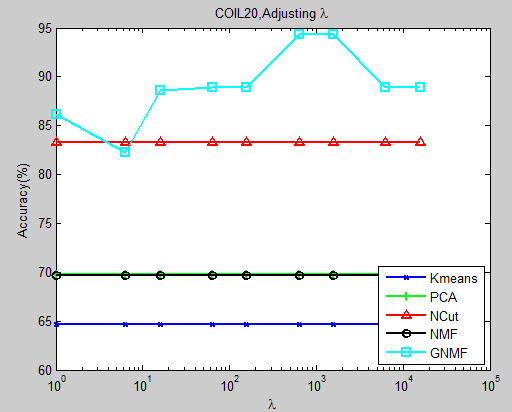 COIL20,Adjusting λ
95
90
85
80
75
70
65
60
Accuracy(%)
10^0
10^1
10^2
10^3
10^4
10^5
λ
Kmeans
PCA
NCut
NMF
GNMF